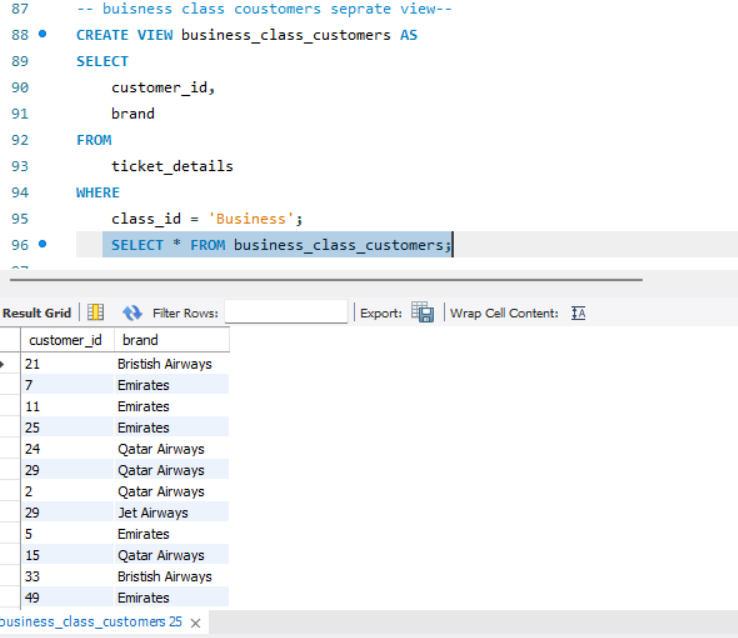 87 -- buisness class coustomers seprate view--
88 CREATE VIEW business_class_customers AS
89 SELECT
90 customer_id,
91 brand
92 FROM
93 ticket_details
94 WHERE
95 class_id = 'Business';
96 SELECT * FROM business_class_customers;
Result Grid Filter Rows: Export: Wrap Cell Content: IA
customer_id brand
21 Bristish Airways
7 Emirates
11 Emirates
25 Emirates
24 Qatar Airways
29 Qatar Airways
2 Qatar Airways
29 Jet Airways
5 Emirates
15 Qatar Airways
33 Bristish Airways
49 Emirates
business_class_customers 25 ×